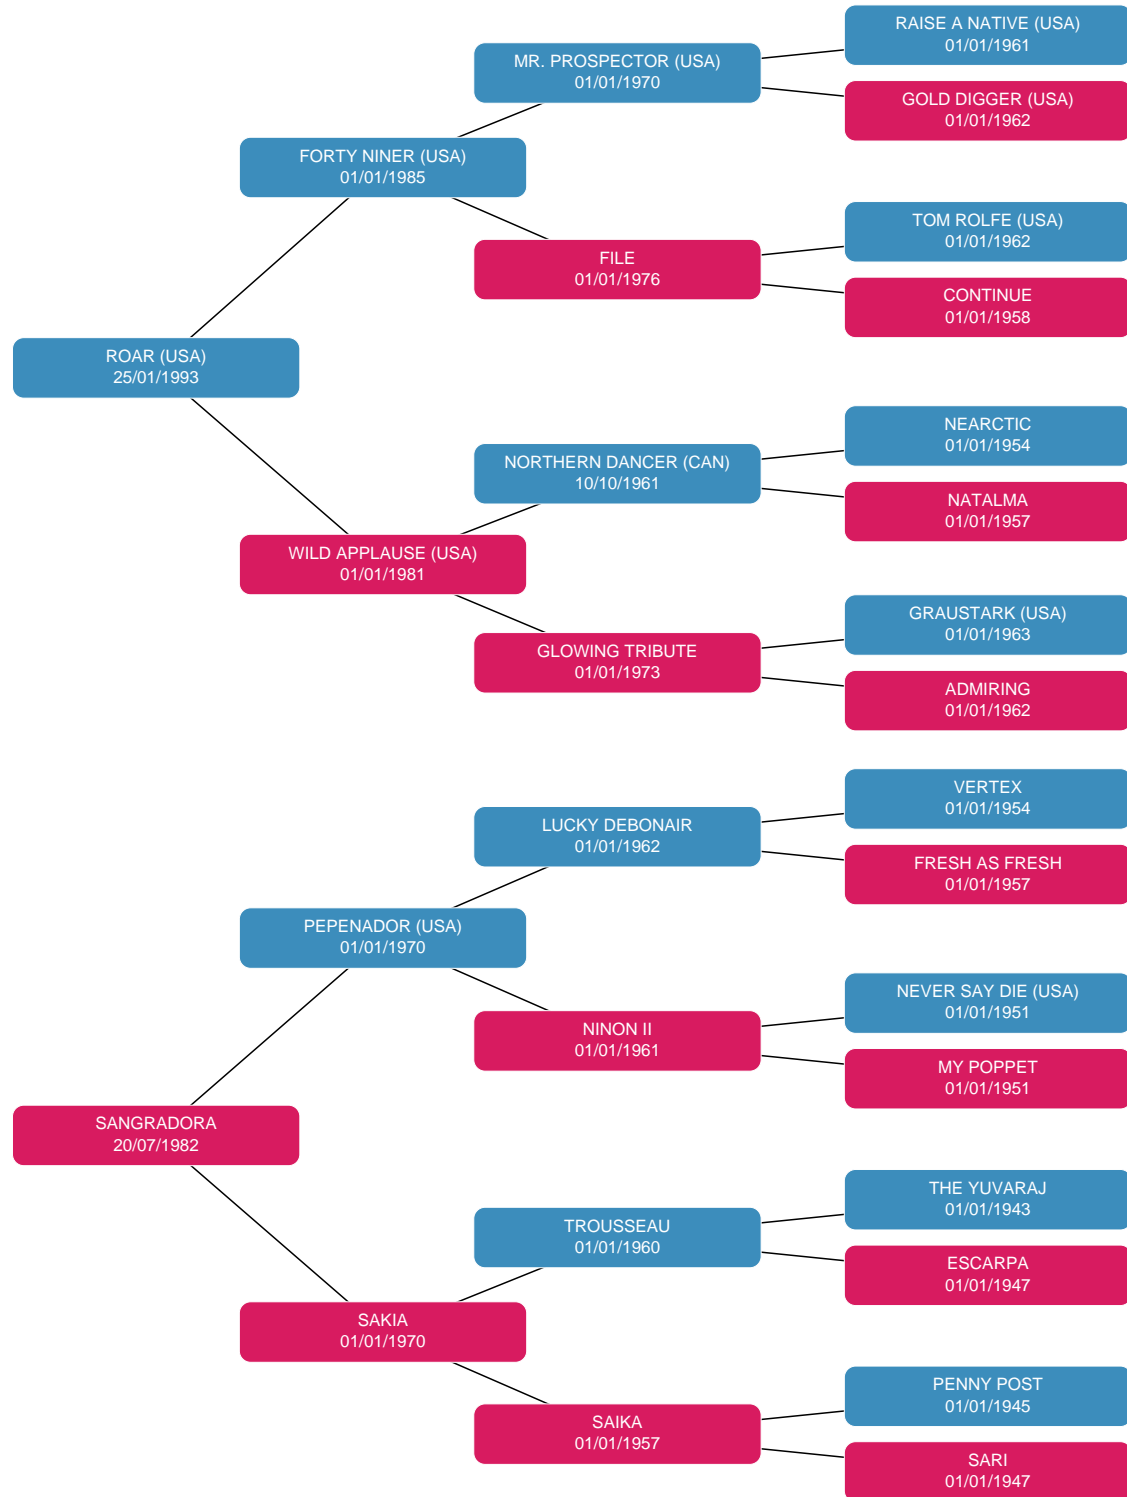 RAISE A NATIVE (USA)
01/01/1961
MR. PROSPECTOR (USA)
01/01/1970
GOLD DIGGER (USA)
01/01/1962
FORTY NINER (USA)
01/01/1985
TOM ROLFE (USA)
01/01/1962
FILE
01/01/1976
CONTINUE
01/01/1958
ROAR (USA)
25/01/1993
NEARCTIC
01/01/1954
NORTHERN DANCER (CAN)
10/10/1961
NATALMA
01/01/1957
WILD APPLAUSE (USA)
01/01/1981
GRAUSTARK (USA)
01/01/1963
GLOWING TRIBUTE
01/01/1973
ADMIRING
01/01/1962
VERTEX
01/01/1954
LUCKY DEBONAIR
01/01/1962
FRESH AS FRESH
01/01/1957
PEPENADOR (USA)
01/01/1970
NEVER SAY DIE (USA)
01/01/1951
NINON II
01/01/1961
MY POPPET
01/01/1951
SANGRADORA
20/07/1982
THE YUVARAJ
01/01/1943
TROUSSEAU
01/01/1960
ESCARPA
01/01/1947
SAKIA
01/01/1970
PENNY POST
01/01/1945
SAIKA
01/01/1957
SARI
01/01/1947